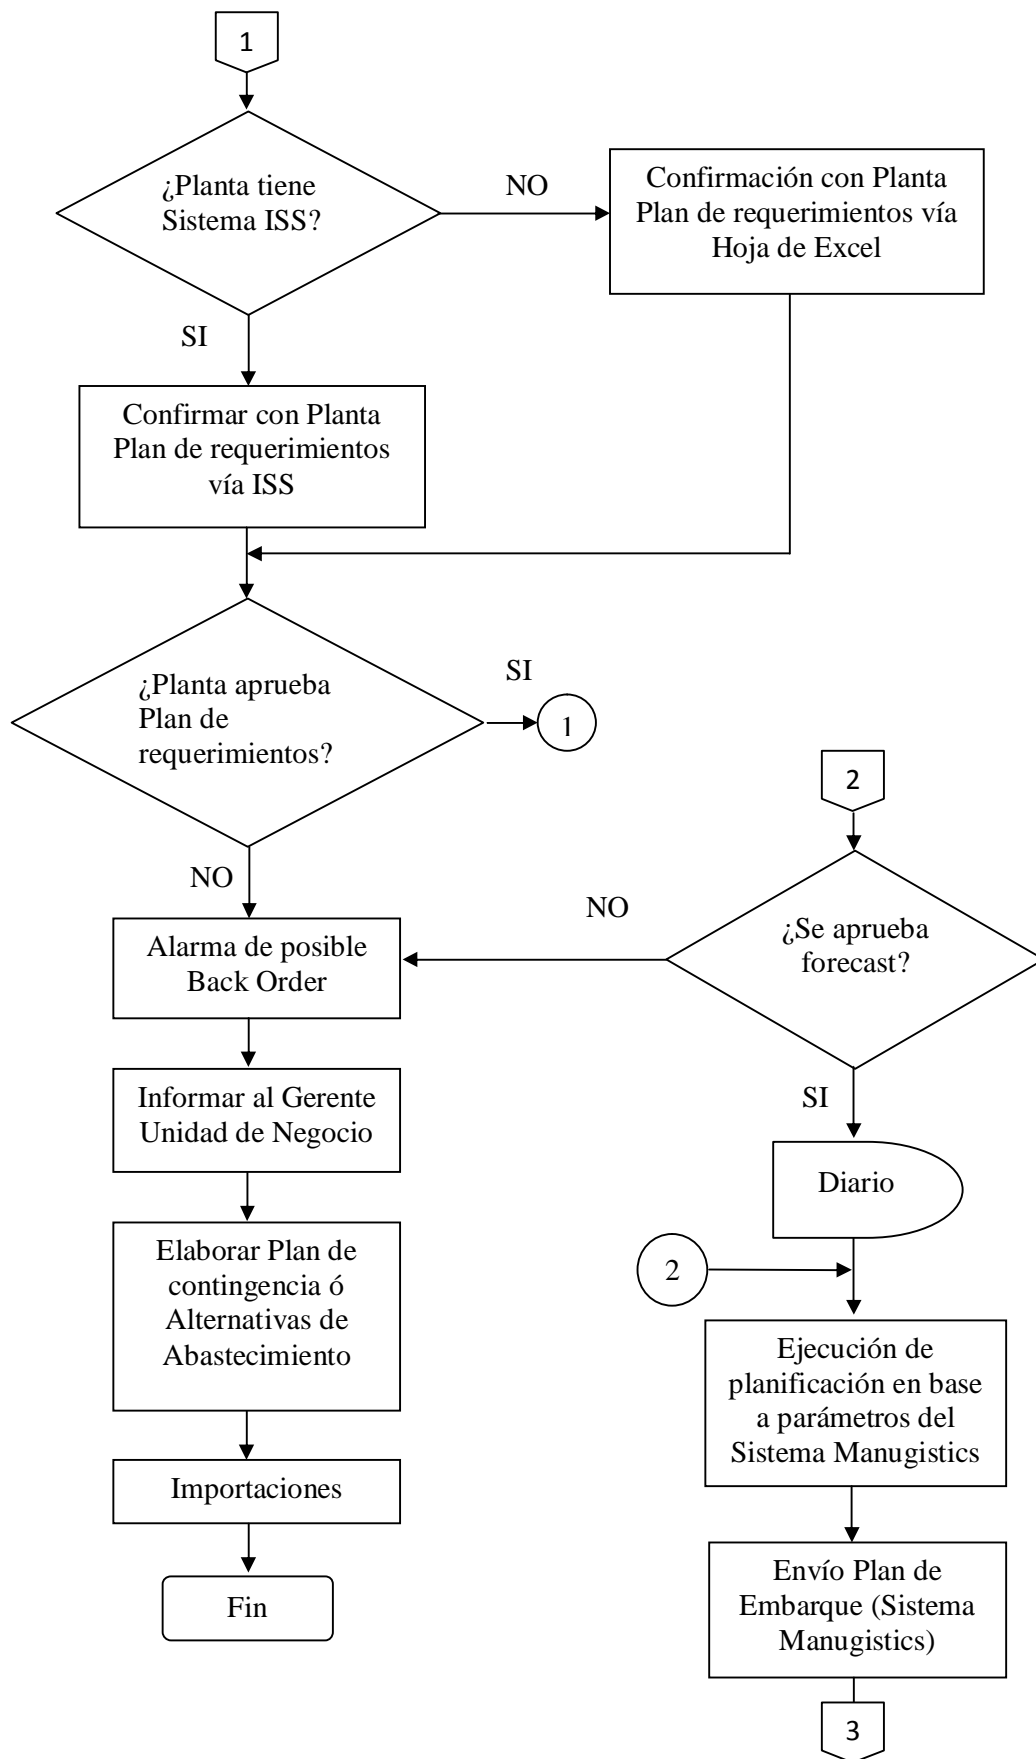 1
¿Planta tiene
Sistema ISS?
NO
Confirmación con Planta
Plan de requerimientos vía
Hoja de Excel
SI
Confirmar con Planta
Plan de requerimientos
vía ISS
¿Planta aprueba
Plan de
requerimientos?
SI
1
NO
Alarma de posible
Back Order
Informar al Gerente
Unidad de Negocio
Elaborar Plan de
contingencia ó
Alternativas de
Abastecimiento
Importaciones
Fin
2
¿Se aprueba
forecast?
NO
SI
Diario
2
Ejecución de
planificación en base
a parámetros del
Sistema Manugistics
Envío Plan de
Embarque (Sistema
Manugistics)
3